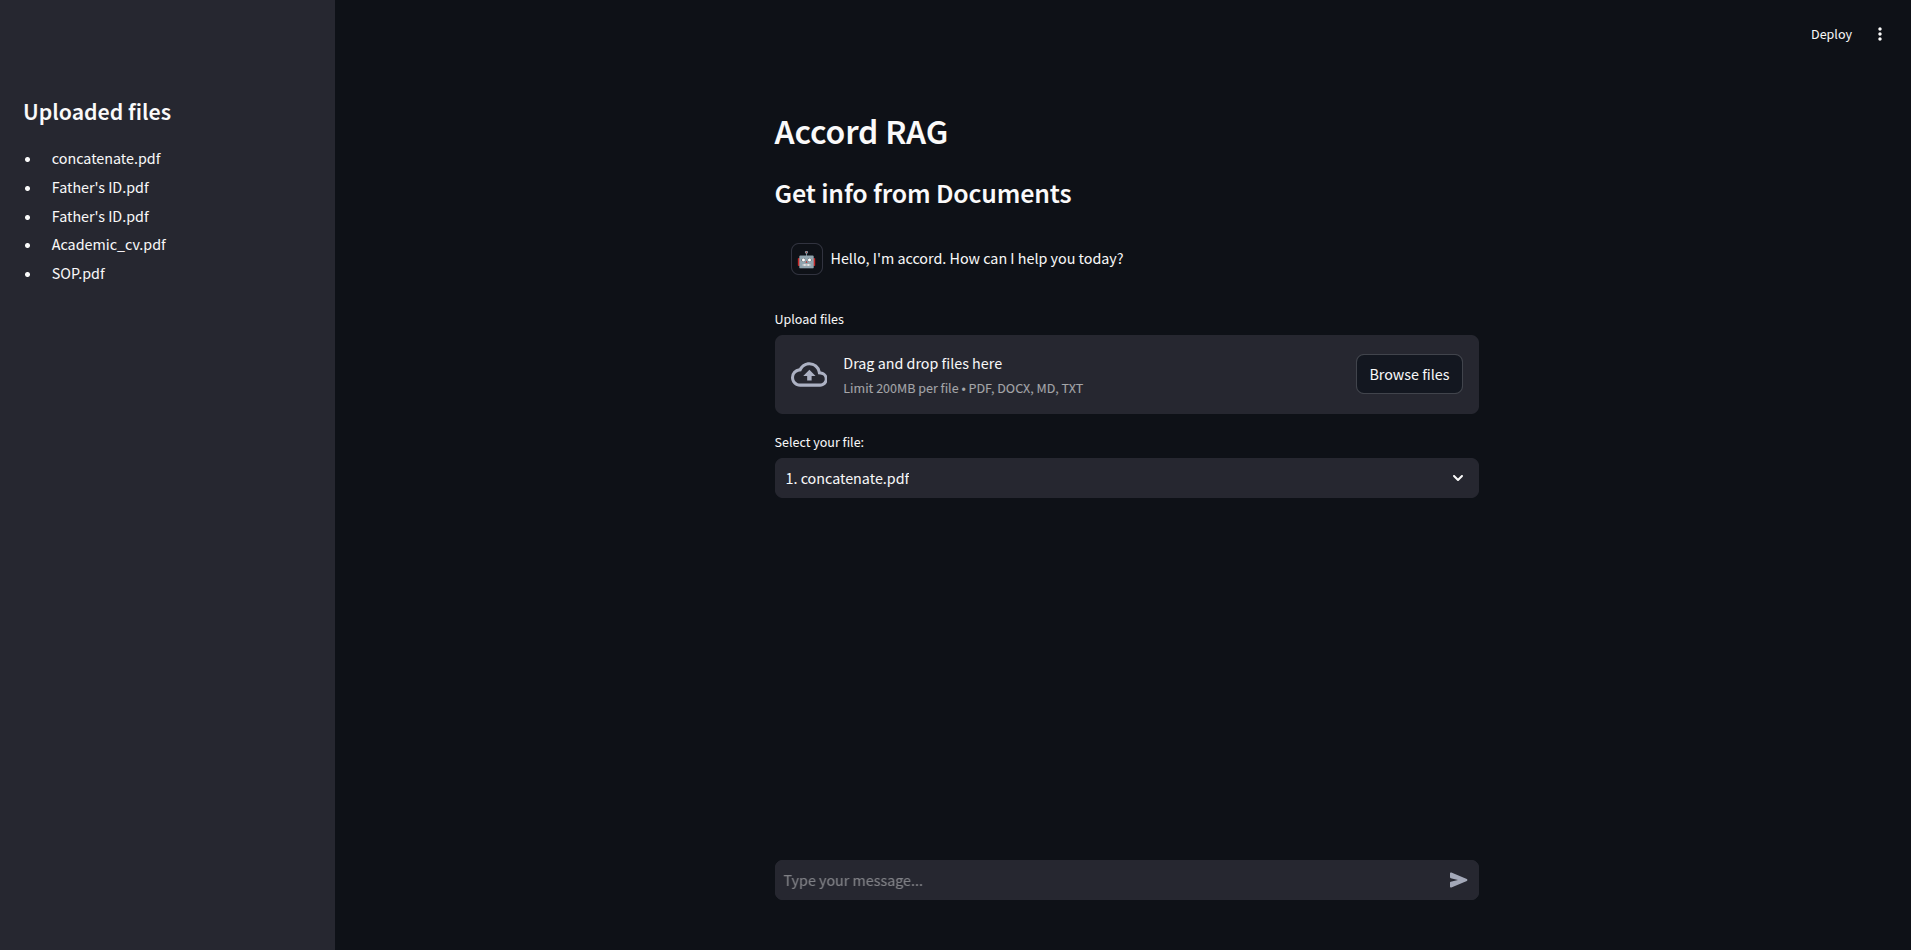 Deploy
Uploaded files
concatenate.pdf
Father's ID.pdf
Father's ID.pdf
Academic_cv.pdf
SOP.pdf
Accord RAG
Get info from Documents
Hello, I'm accord. How can I help you today?
Upload files
Drag and drop files here
Limit 200MB per file • PDF, DOCX, MD, TXT
Browse files
Select your file:
1. concatenate.pdf
Type your message...